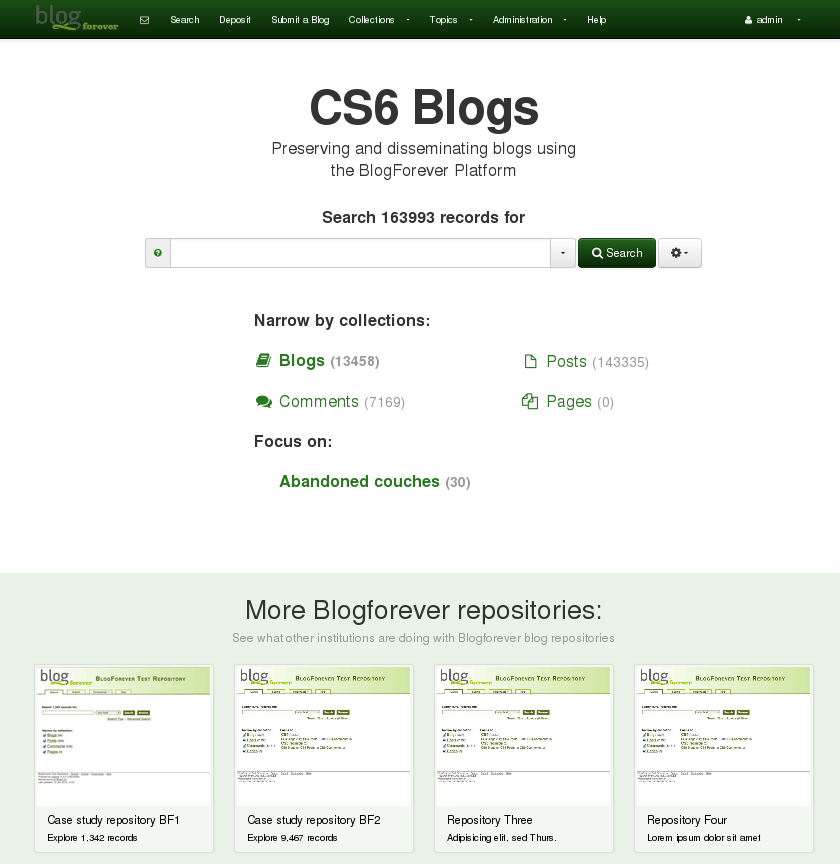 blog forever
Search Deposit Submit a Blog Collections Topics Administration Help admin
CS6 Blogs
Preserving and disseminating blogs using
the BlogForever Platform
Search 163993 records for
Search
Narrow by collections:
Blogs (13458) Posts (143335)
Comments (7169) Pages (0)
Focus on:
Abandoned couches (30)
More Blogforever repositories:
See what other institutions are doing with Blogforever blog repositories
blog forever BlogForever Test Repository
blog forever BlogForever Test Repository
blog forever BlogForever Test Repository
blog forever BlogForever Test Repository
Case study repository BF1
Explore 1,342 records
Case study repository BF2
Explore 9,467 records
Repository Three
Adipisicing elit, sed Thurs.
Repository Four
Lorem ipsum dolor sit amet